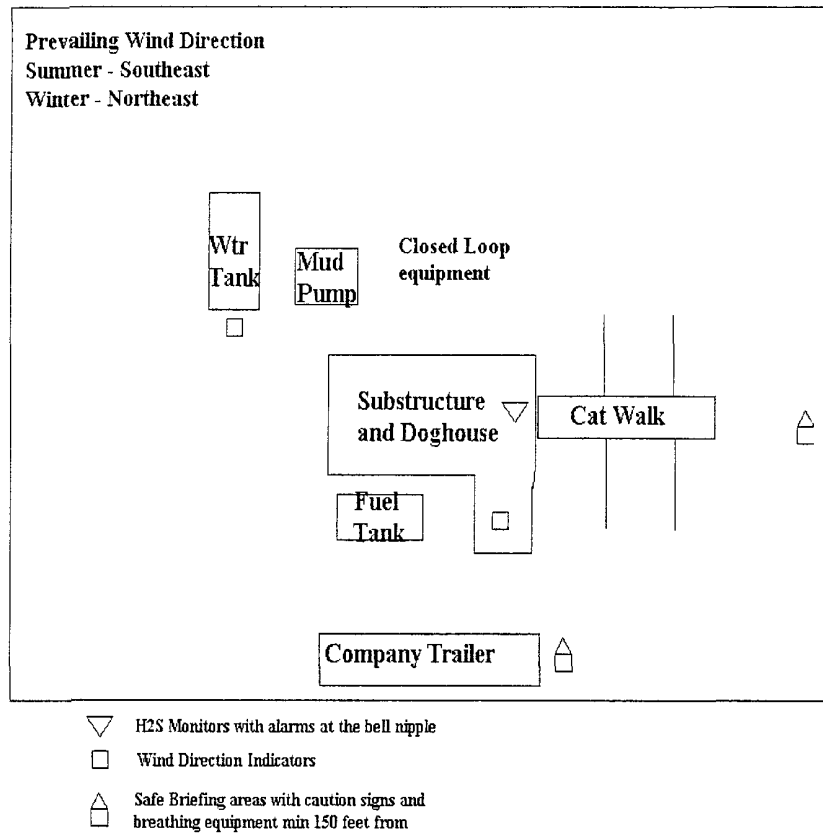 Prevailing Wind Direction
Summer - Southeast
Winter - Northeast
Wtr
Tank
Mud
Pump
Closed Loop
equipment
Substructure
and Doghouse
Cat Walk
Fuel
Tank
Company Trailer
H2S Monitors with alarms at the bell nipple
Wind Direction Indicators
Safe Briefing areas with caution signs and
breathing equipment min 150 feet from